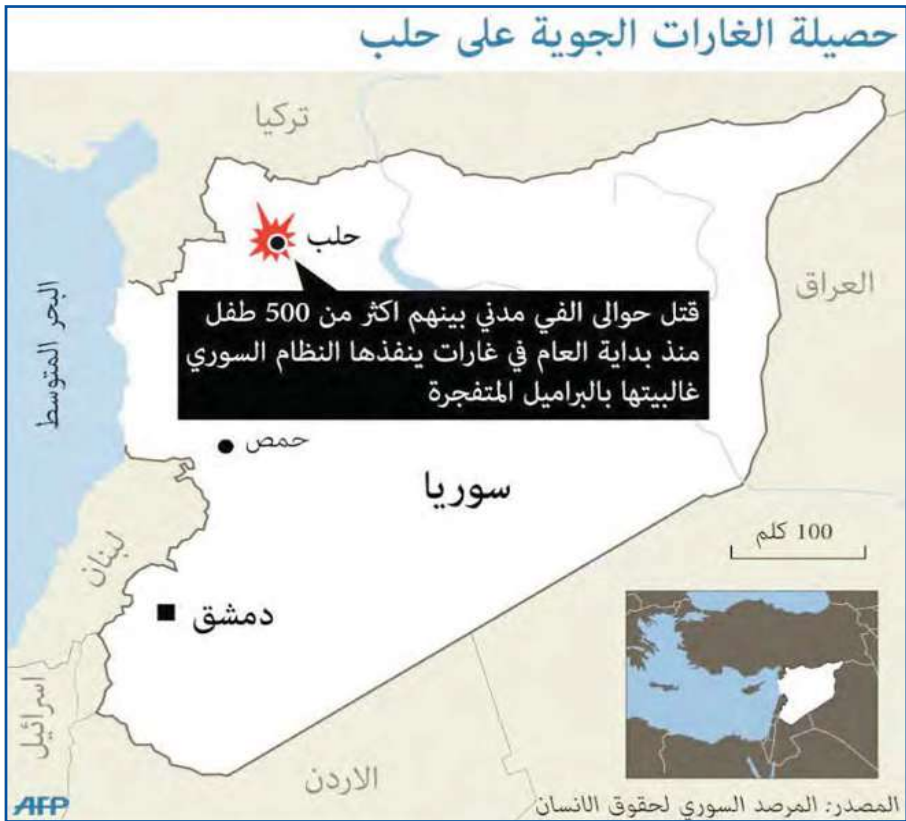 حصيلة الغارات الجوية على حلب
تركيا
حلب
العراق
البحر المتوسط
قتل حوالى الفي مدني بينهم اكثر من 500 طفل
منذ بداية العام في غارات ينفذها النظام السوري
غالبيتها بالبراميل المتفجرة
حمص
سوريا
100 كلم
لبنان
دمشق
اسرائيل
الاردن
المصدر: المرصد السوري لحقوق الانسان
AFP